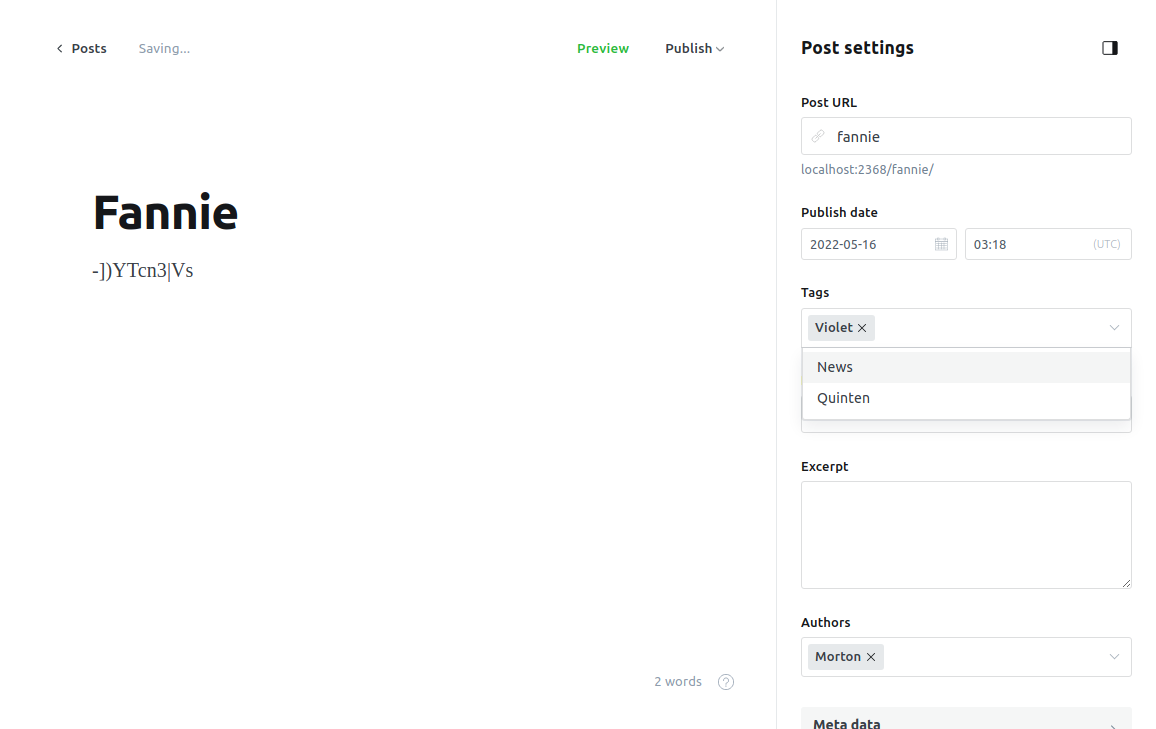 Posts
Saving...
Preview
Publish
Fannie
-])YTcn3|Vs
2 words
?
Post settings
Post URL
fannie
localhost:2368/fannie/
Publish date
2022-05-16
03:18
(UTC)
Tags
Violet
News
Quinten
Excerpt
Authors
Morton
Meta data